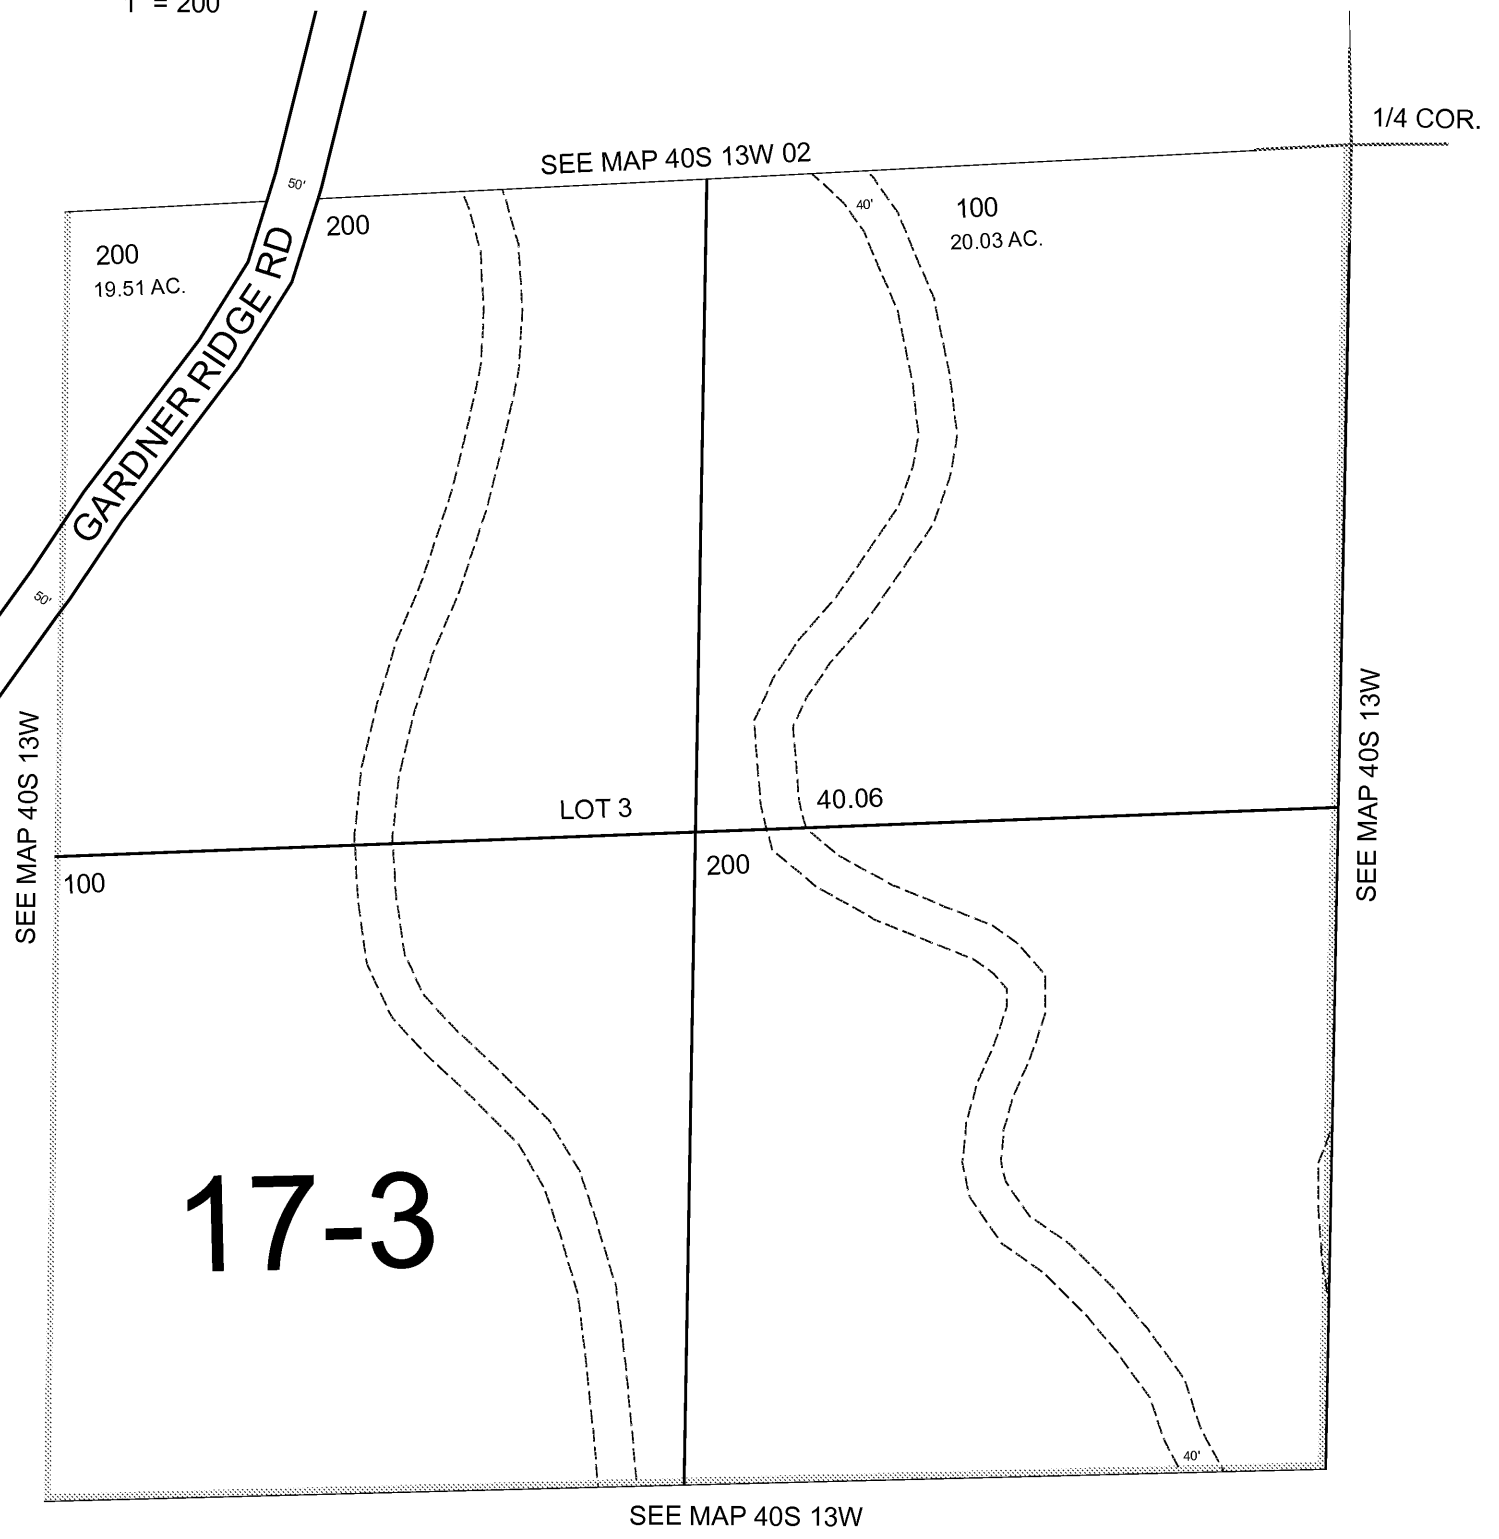 1" = 200'
1/4 COR.
SEE MAP 40S 13W 02
50'
40'
100
20.03 AC.
200
200
19.51 AC.
GARDNER RIDGE RD
50'
SEE MAP 40S 13W
SEE MAP 40S 13W
LOT 3
40.06
200
100
17-3
40'
SEE MAP 40S 13W